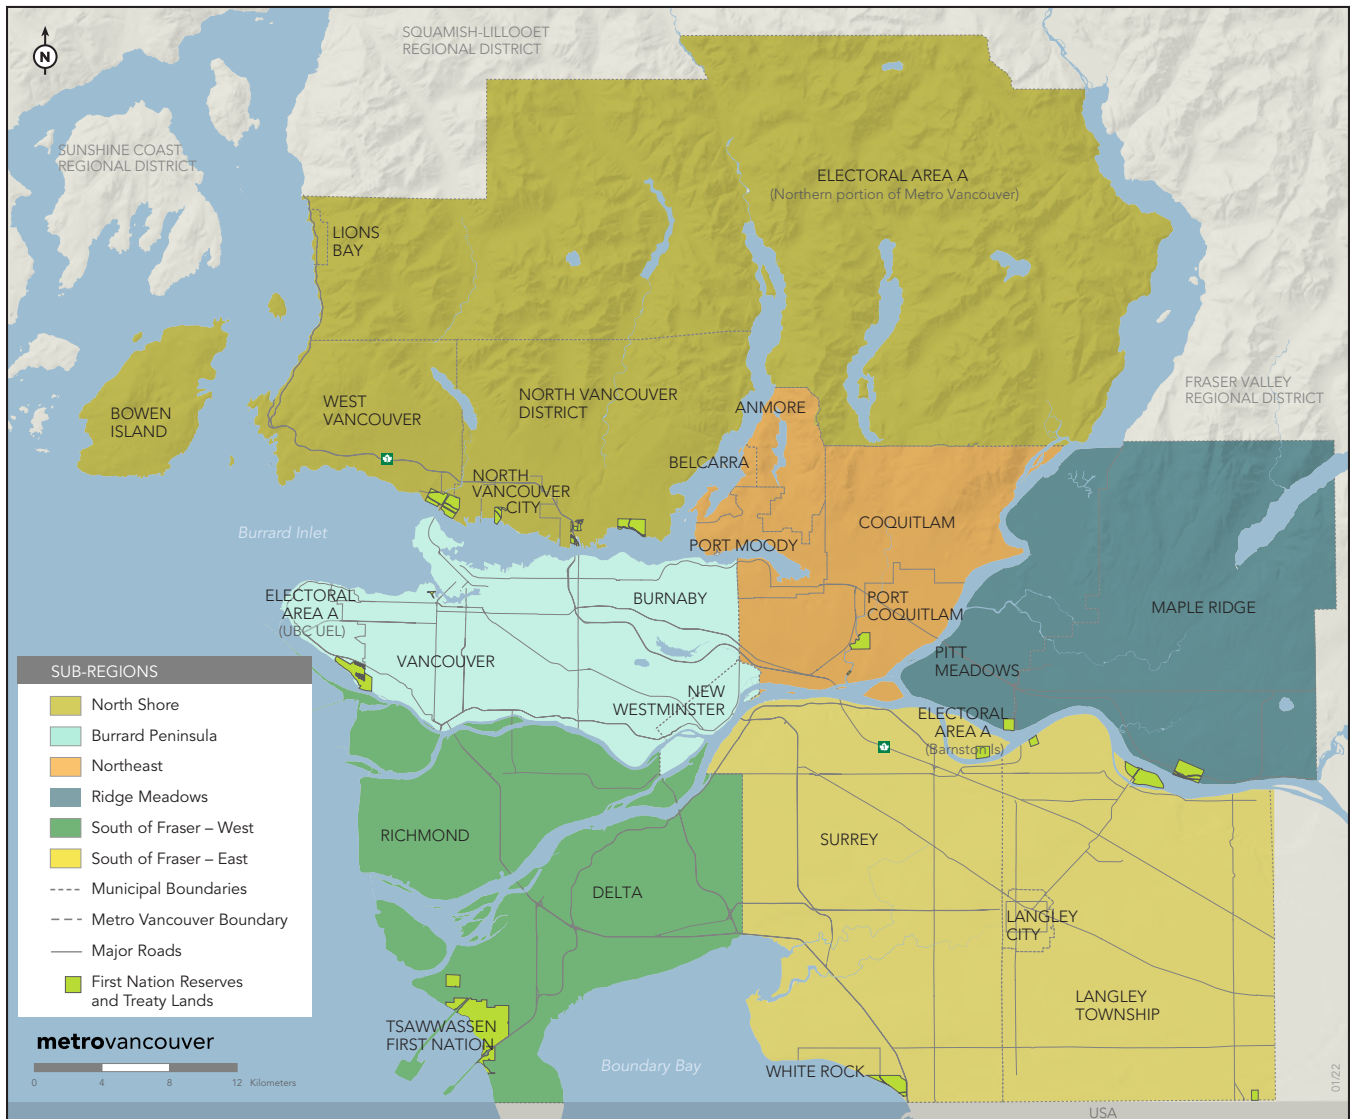 N
SQUAMISH-LILLOOET
REGIONAL DISTRICT
SUNSHINE COAST
REGIONAL DISTRICT
ELECTORAL AREA A
(Northern portion of Metro Vancouver)
LIONS
BAY
FRASER VALLEY
REGIONAL DISTRICT
BOWEN
ISLAND
WEST
VANCOUVER
NORTH VANCOUVER
DISTRICT
ANMORE
BELCARRA
NORTH
VANCOUVER
CITY
1
Burrard Inlet
PORT MOODY
COQUITLAM
ELECTORAL
AREA A
(UBC UEL)
BURNABY
PORT
COQUITLAM
MAPLE RIDGE
VANCOUVER
PITT
MEADOWS
NEW
WESTMINSTER
ELECTORAL
AREA A
(Barnston Is)
1
SUB-REGIONS
North Shore
Burrard Peninsula
Northeast
Ridge Meadows
South of Fraser – West
South of Fraser – East
Municipal Boundaries
Metro Vancouver Boundary
Major Roads
First Nation Reserves
and Treaty Lands
RICHMOND
DELTA
SURREY
LANGLEY
CITY
LANGLEY
TOWNSHIP
TSAWWASSEN
FIRST NATION
Boundary Bay
WHITE ROCK
metrovancouver
0 4 8 12 Kilometers
01/22
USA